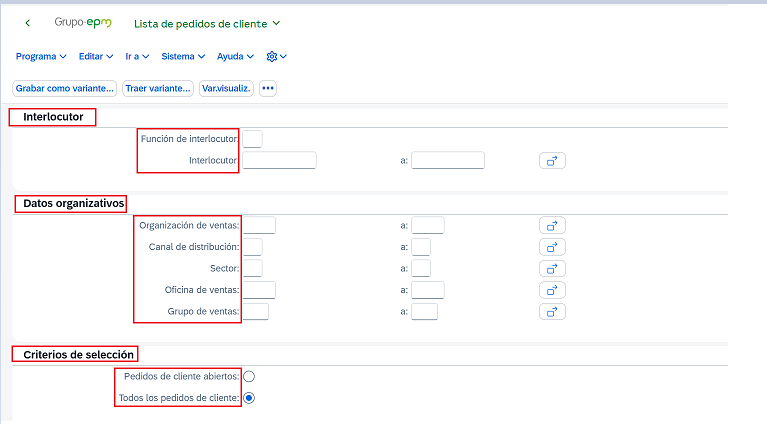 Grupo·epm Lista de pedidos de cliente
Programa Editar Ir a Sistema Ayuda
Grabar como variante... Traer variante... Var.visualiz. •••
Interlocutor
Función de interlocutor:
Interlocutor: a:
Datos organizativos
Organización de ventas: a:
Canal de distribución: a:
Sector: a:
Oficina de ventas: a:
Grupo de ventas: a:
Criterios de selección
Pedidos de cliente abiertos:
Todos los pedidos de cliente: